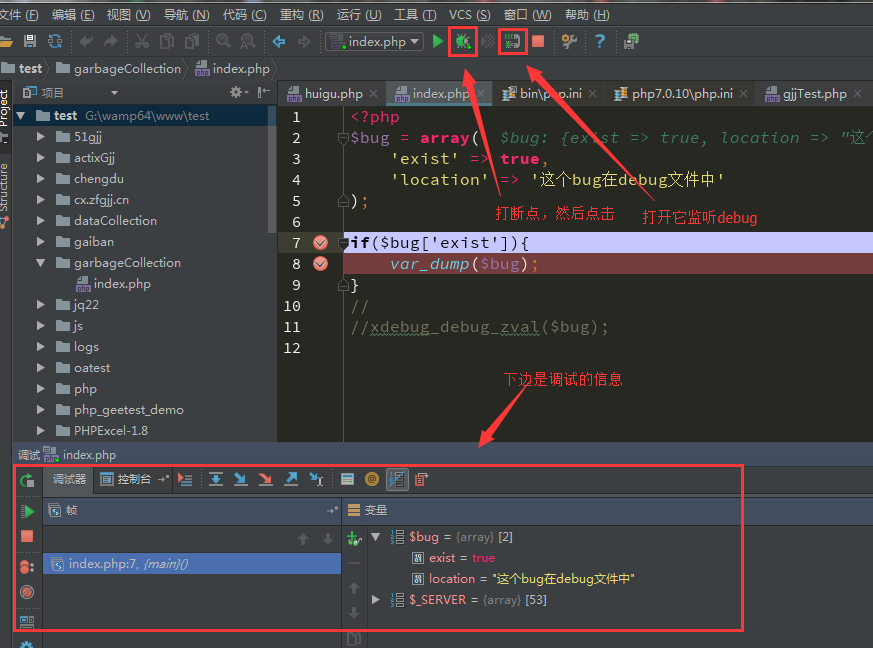 文件 (F) 编辑 (E) 视图 (V) 导航 (N) 代码 (C) 重构 (R) 运行 (U) 工具 (T) VCS (S) 窗口 (W) 帮助 (H)
index.php
test garbageCollection index.php
项目
huigu.php index.php bin\php.ini php7.0.10\php.ini gjjTest.php
Project
Structure
test G:\wamp64\www\test
51gjj
actixGjj
chengdu
cx.zfgjj.cn
dataCollection
gaiban
garbageCollection
index.php
jq22
js
logs
oatest
php
php_geetest_demo
PHPExcel-1.8
1 <?php
2 $bug = array( $bug: {exist => true, location => "这个
3 'exist' => true,
4 'location' => '这个bug在debug文件中'
5 );
6
7 if($bug['exist']){
8 var_dump($bug);
9 }
10 //
11 //xdebug_debug_zval($bug);
12
打断点，然后点击
打开它监听debug
下边是调试的信息
调试 index.php
调试器 控制台
帧
变量
index.php:7, {main}()
$bug = {array} [2]
exist = true
location = "这个bug在debug文件中"
$_SERVER = {array} [53]